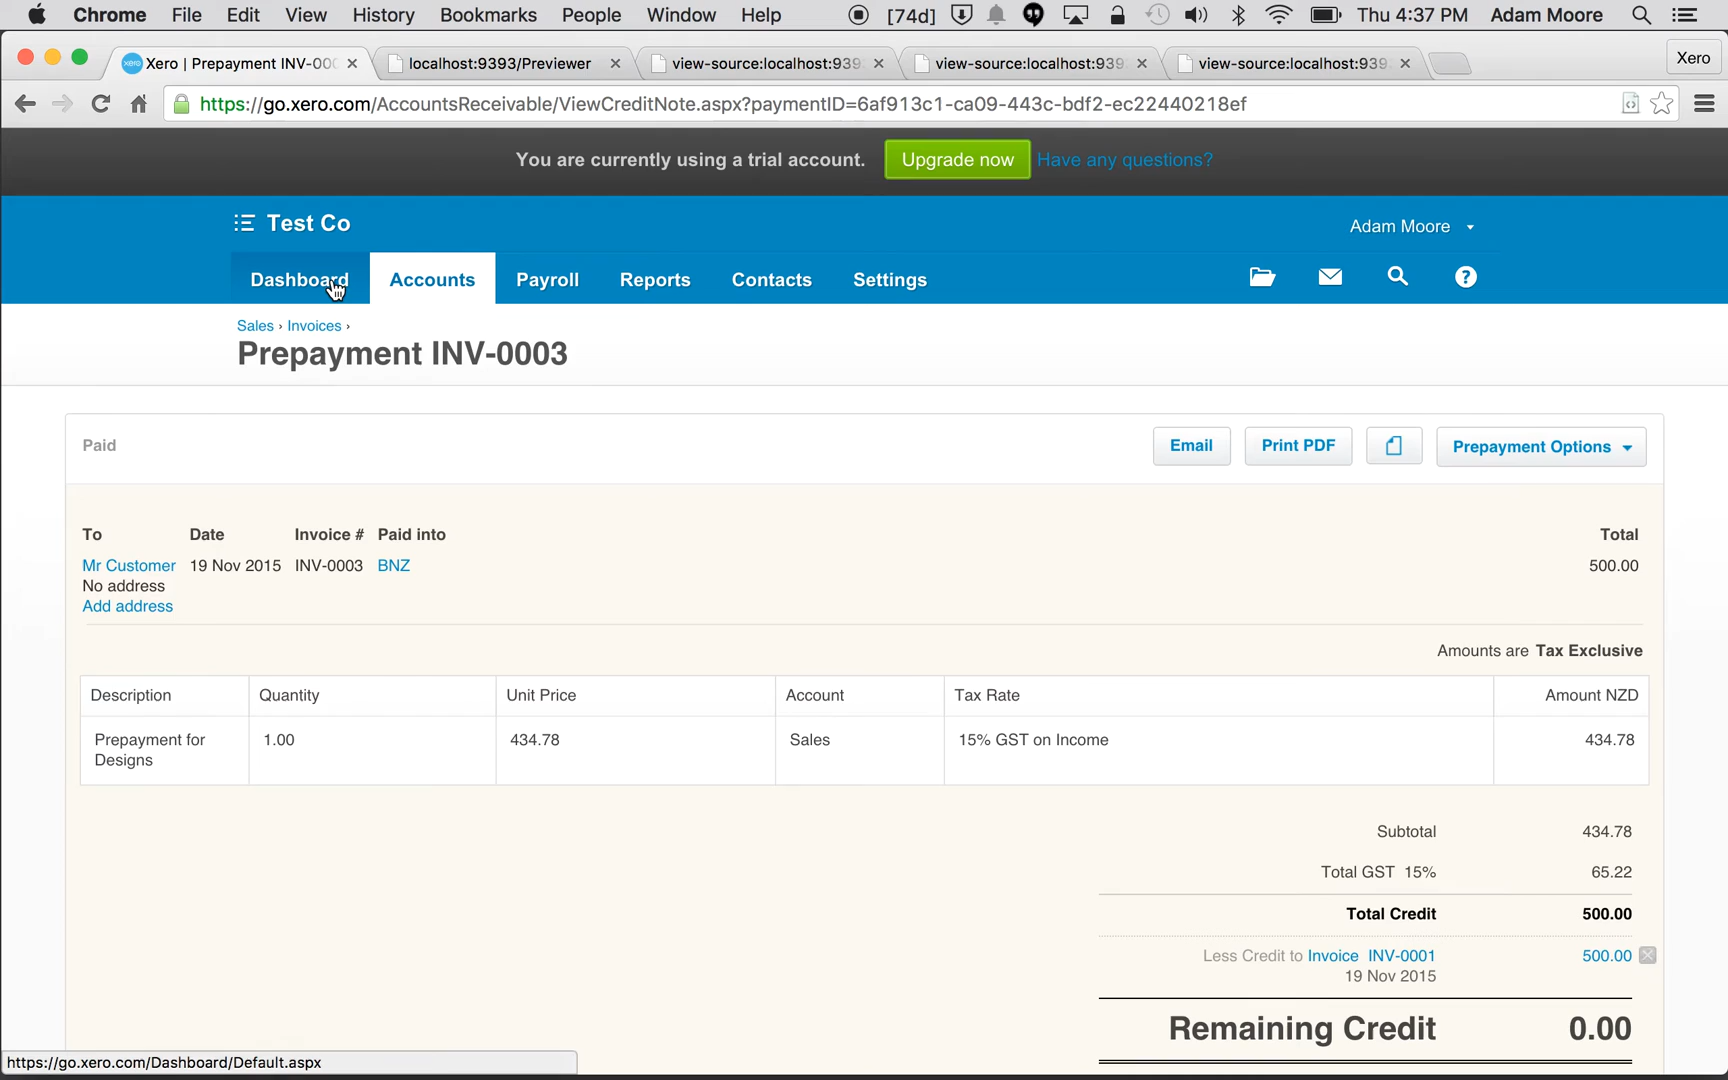 Chrome File Edit View History Bookmarks People Window Help [74d] Thu 4:37 PM Adam Moore
Xero | Prepayment INV-000 localhost:9393/Previewer view-source:localhost:939 view-source:localhost:939 view-source:localhost:939 Xero
https://go.xero.com/AccountsReceivable/ViewCreditNote.aspx?paymentID=6af913c1-ca09-443c-bdf2-ec22440218ef
You are currently using a trial account. Upgrade now Have any questions?
Test Co Adam Moore
Dashboard Accounts Payroll Reports Contacts Settings ?
Sales › Invoices ›
Prepayment INV-0003
Paid Email Print PDF Prepayment Options
To Date Invoice # Paid into Total
Mr Customer 19 Nov 2015 INV-0003 BNZ 500.00
No address
Add address
Amounts are Tax Exclusive
Description Quantity Unit Price Account Tax Rate Amount NZD
Prepayment for 1.00 434.78 Sales 15% GST on Income 434.78
Designs
Subtotal 434.78
Total GST 15% 65.22
Total Credit 500.00
Less Credit to Invoice INV-0001 500.00
19 Nov 2015
Remaining Credit 0.00
https://go.xero.com/Dashboard/Default.aspx